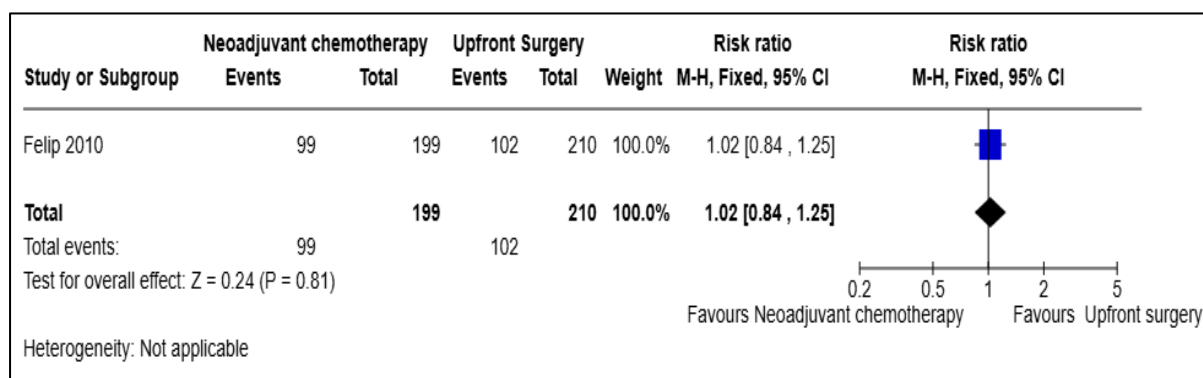 Neoadjuvant chemotherapy Upfront Surgery Risk ratio Risk ratio
Study or Subgroup Events Total Events Total Weight M-H, Fixed, 95% CI M-H, Fixed, 95% CI
Felip 2010 99 199 102 210 100.0% 1.02 [0.84 , 1.25]
Total 199 210 100.0% 1.02 [0.84 , 1.25]
Total events: 99 102
Test for overall effect: Z = 0.24 (P = 0.81)
0.2 0.5 1 2 5
Favours Neoadjuvant chemotherapy Favours Upfront surgery
Heterogeneity: Not applicable